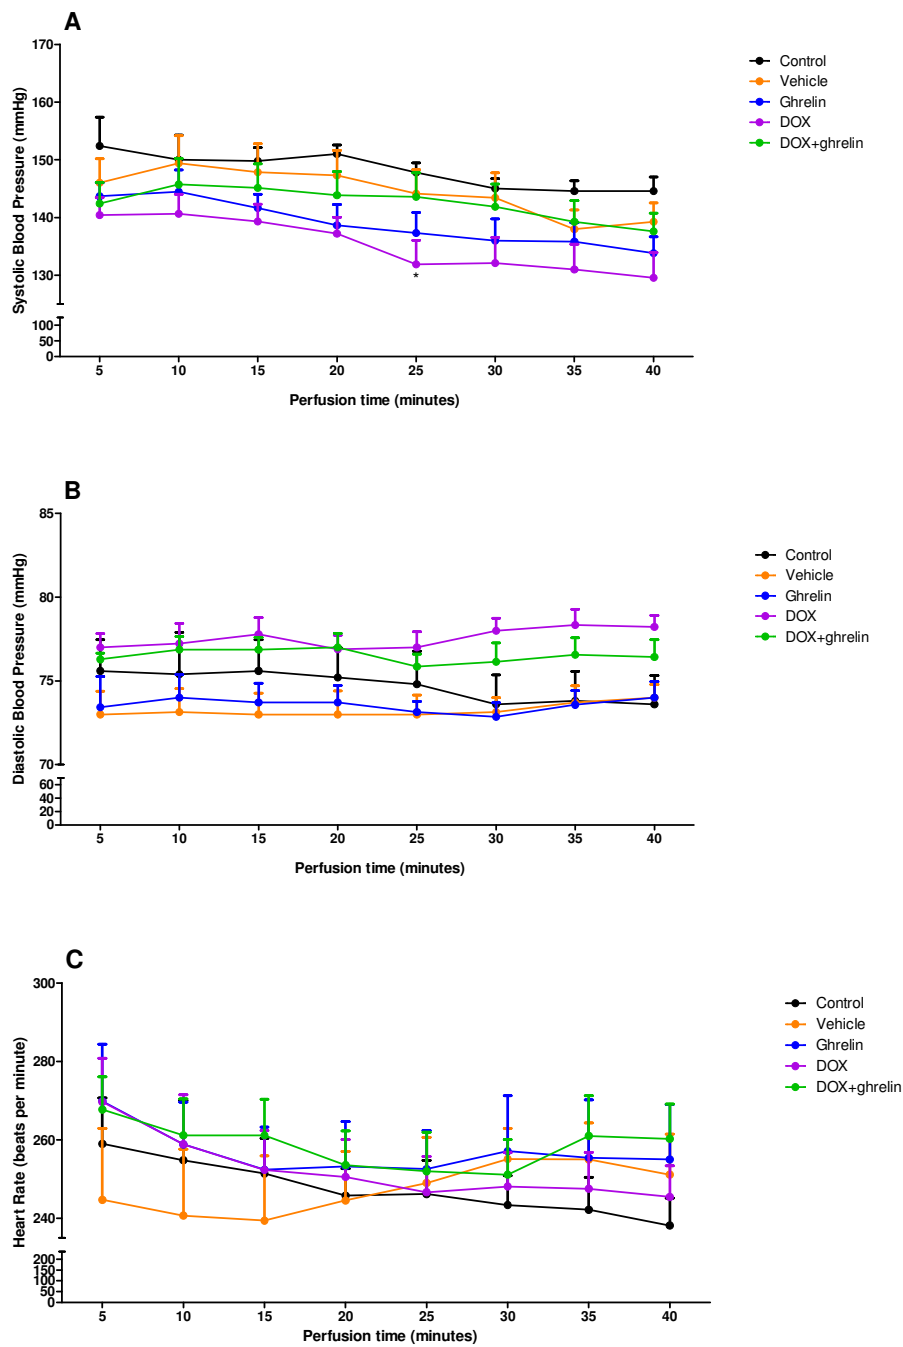 A
Systolic Blood Pressure (mmHg)
170
160
150
140
130
100
50
0
*
5 10 15 20 25 30 35 40
Perfusion time (minutes)
Control
Vehicle
Ghrelin
DOX
DOX+ghrelin
B
Diastolic Blood Pressure (mmHg)
85
80
75
70
60
40
20
0
5 10 15 20 25 30 35 40
Perfusion time (minutes)
Control
Vehicle
Ghrelin
DOX
DOX+ghrelin
C
Heart Rate (beats per minute)
300
280
260
240
200
150
100
50
0
5 10 15 20 25 30 35 40
Perfusion time (minutes)
Control
Vehicle
Ghrelin
DOX
DOX+ghrelin